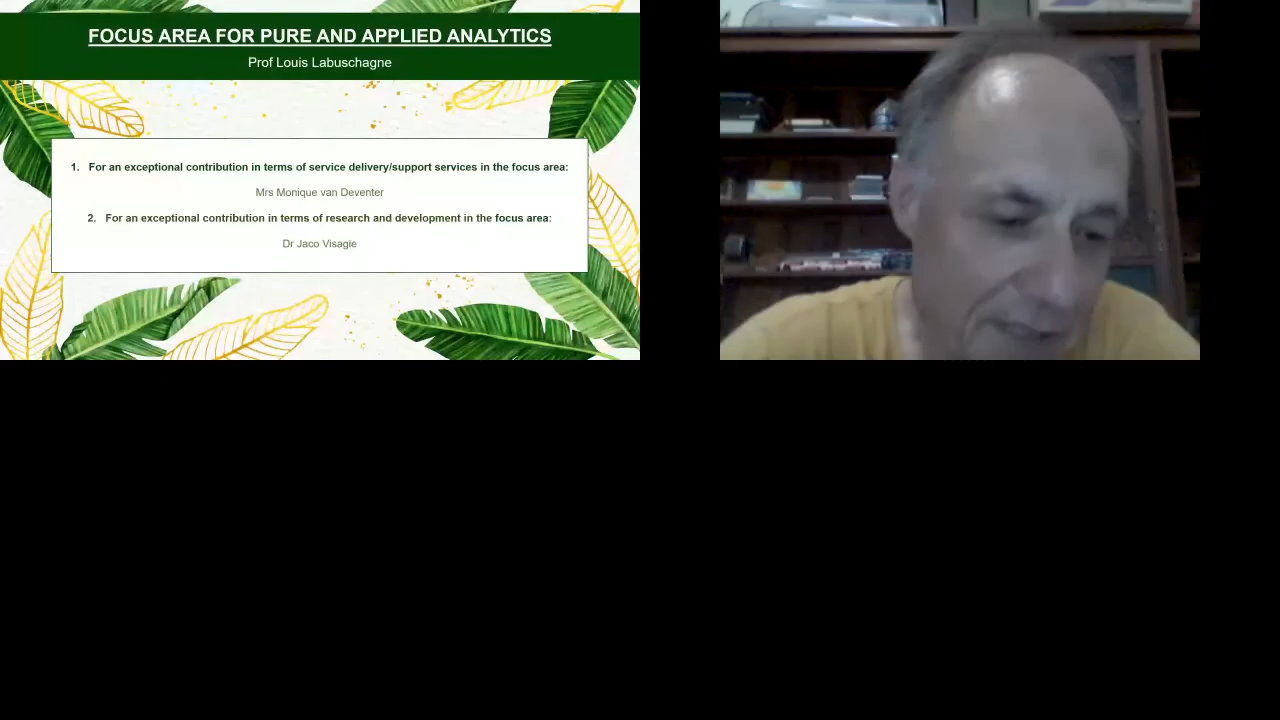 FOCUS AREA FOR PURE AND APPLIED ANALYTICS
Prof Louis Labuschagne
1. For an exceptional contribution in terms of service delivery/support services in the focus area:
Mrs Monique van Deventer
2. For an exceptional contribution in terms of research and development in the focus area:
Dr Jaco Visagie